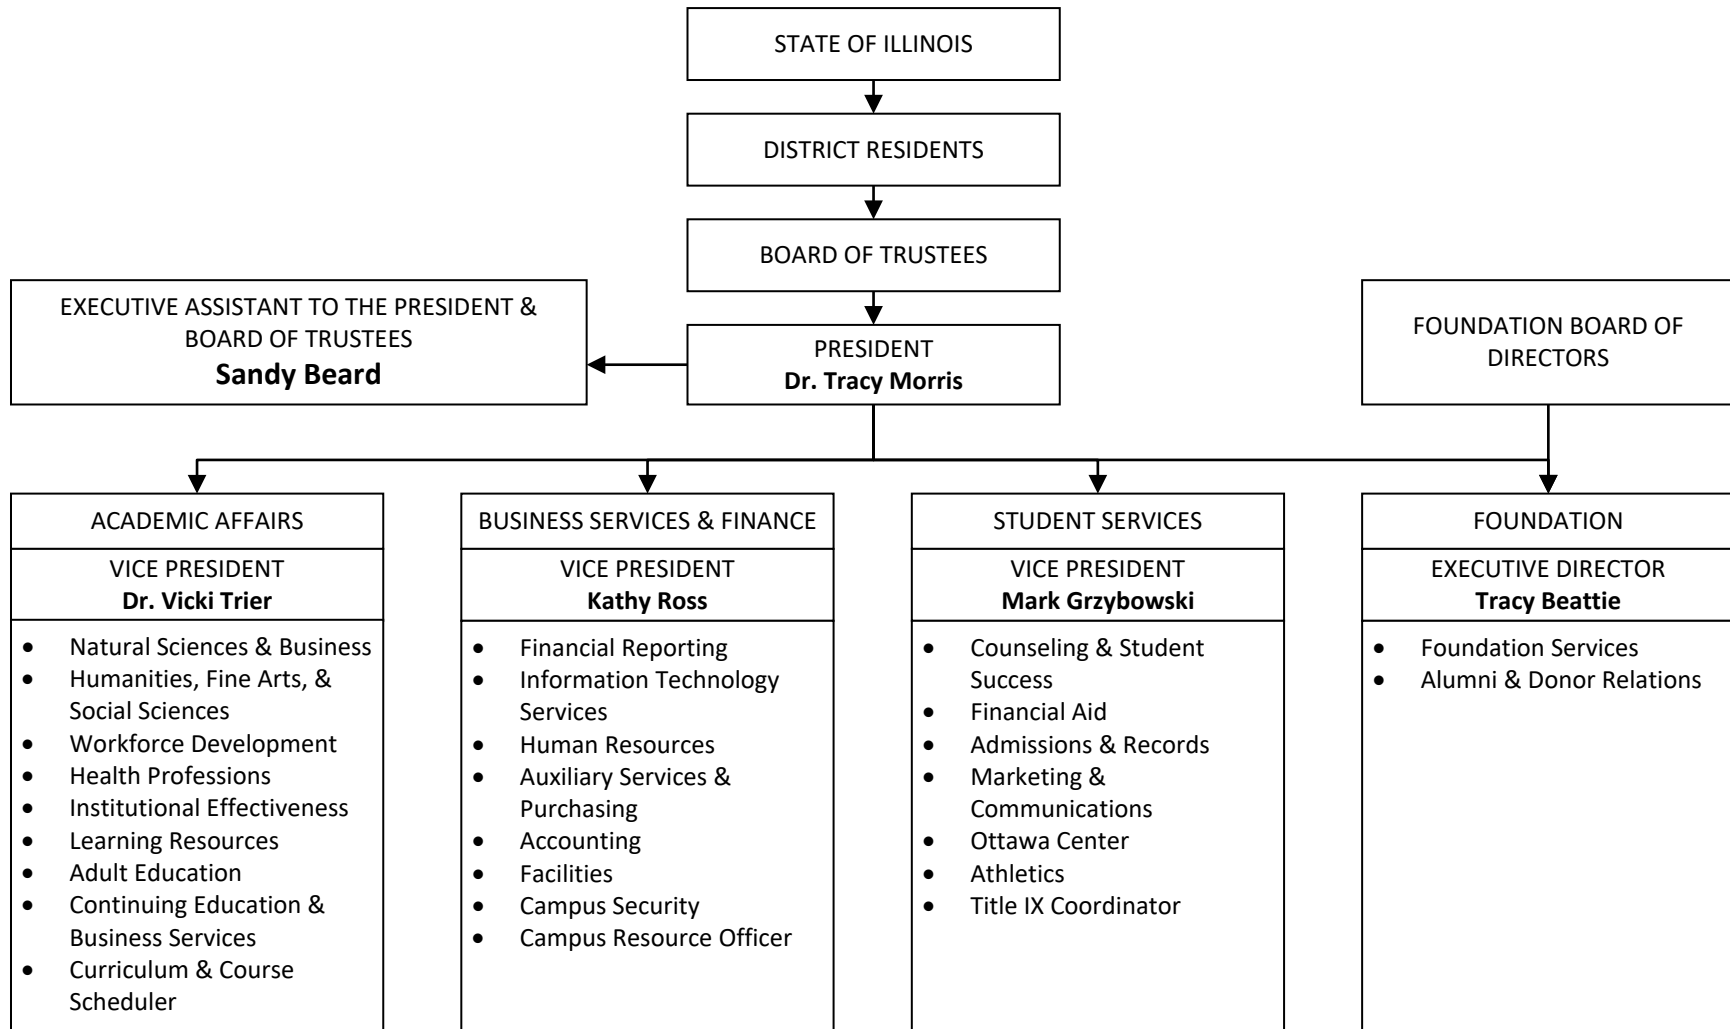 STATE OF ILLINOIS
DISTRICT RESIDENTS
BOARD OF TRUSTEES
EXECUTIVE ASSISTANT TO THE PRESIDENT &
BOARD OF TRUSTEES
Sandy Beard
PRESIDENT
Dr. Tracy Morris
FOUNDATION BOARD OF
DIRECTORS
ACADEMIC AFFAIRS
VICE PRESIDENT
Dr. Vicki Trier
• Natural Sciences & Business
• Humanities, Fine Arts, &
Social Sciences
• Workforce Development
• Health Professions
• Institutional Effectiveness
• Learning Resources
• Adult Education
• Continuing Education &
Business Services
• Curriculum & Course
Scheduler
BUSINESS SERVICES & FINANCE
VICE PRESIDENT
Kathy Ross
• Financial Reporting
• Information Technology
Services
• Human Resources
• Auxiliary Services &
Purchasing
• Accounting
• Facilities
• Campus Security
• Campus Resource Officer
STUDENT SERVICES
VICE PRESIDENT
Mark Grzybowski
• Counseling & Student
Success
• Financial Aid
• Admissions & Records
• Marketing &
Communications
• Ottawa Center
• Athletics
• Title IX Coordinator
FOUNDATION
EXECUTIVE DIRECTOR
Tracy Beattie
• Foundation Services
• Alumni & Donor Relations